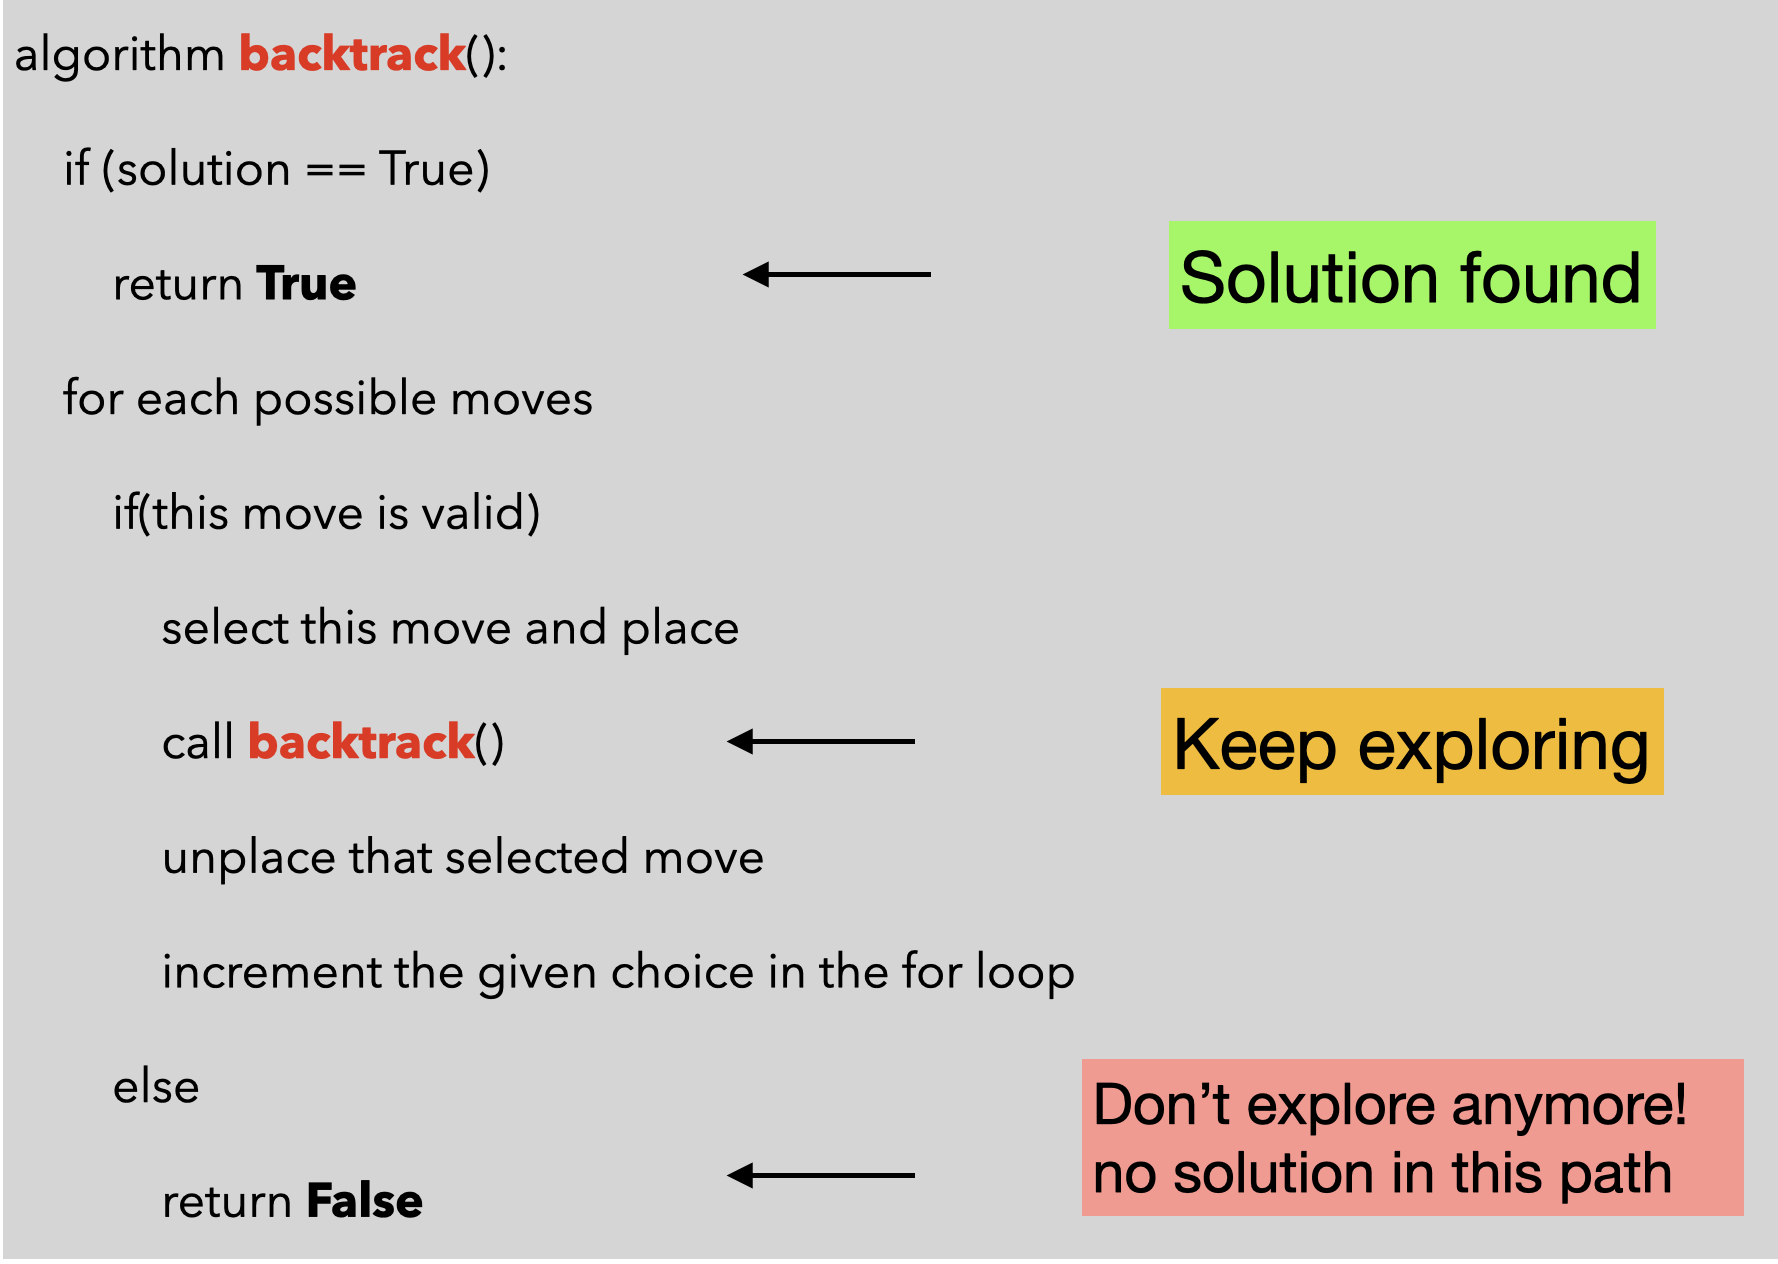 algorithm backtrack():
if (solution == True)
return True
Solution found
for each possible moves
if(this move is valid)
select this move and place
call backtrack()
Keep exploring
unplace that selected move
increment the given choice in the for loop
else
return False
Don’t explore anymore!
no solution in this path